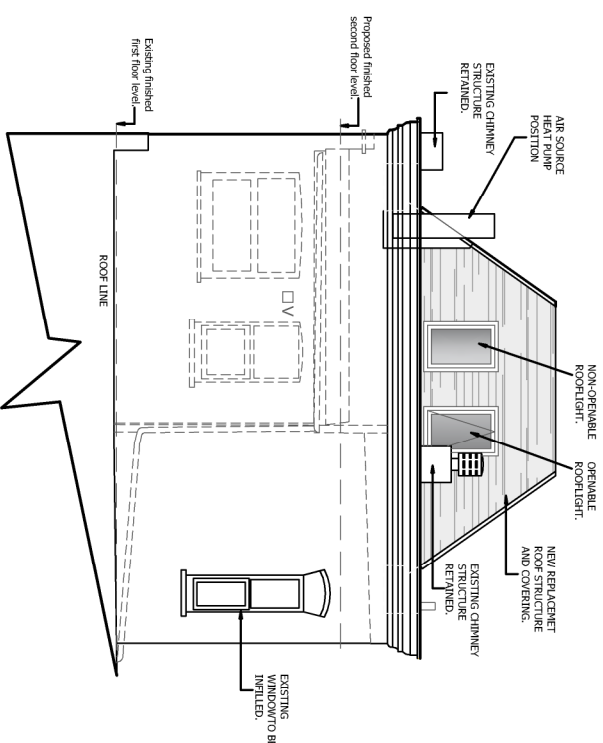 Existing finished
first floor level.
Proposed finished
second floor level.
EXISTING CHIMNEY
STRUCTURE
RETAINED.
AIR SOURCE
HEAT PUMP
POSITION
ROOF LINE
V
NON-OPENABLE
ROOFLIGHT.
OPENABLE
ROOFLIGHT.
NEW REPLACEMET
ROOF STRUCTURE
AND COVERING.
EXISTING CHIMNEY
STRUCTURE
RETAINED.
EXISTING
WINDOWTO BI
INFILLED.